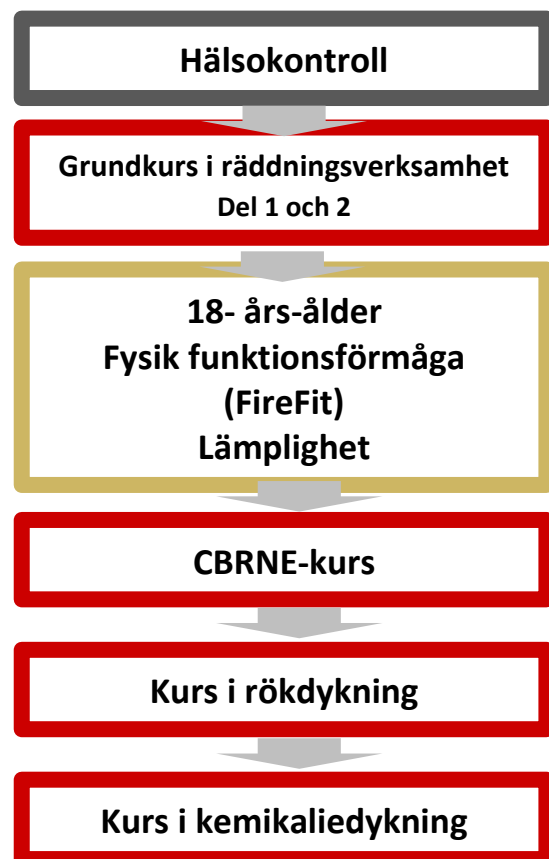 Hälsokontroll
Grundkurs i räddningsverksamhet
Del 1 och 2
18- års-ålder
Fysik funktionsförmåga
(FireFit)
Lämplighet
CBRNE-kurs
Kurs i rökdykning
Kurs i kemikaliedykning